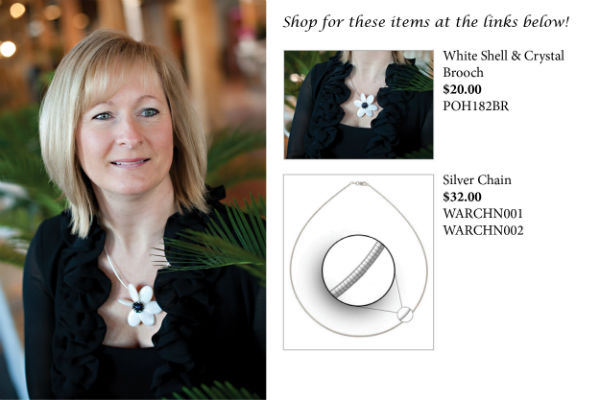 Shop for these items at the links below!
White Shell & Crystal
Brooch
$20.00
POH182BR
Silver Chain
$32.00
WARCHN001
WARCHN002